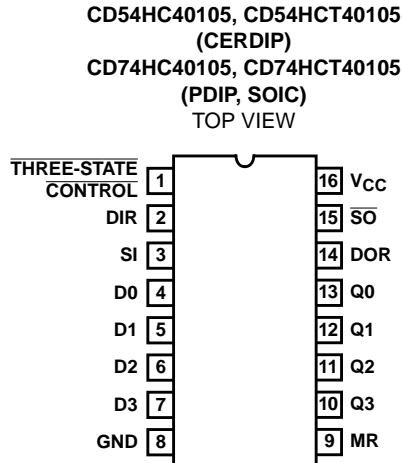 CD54HC40105, CD54HCT40105
(CERDIP)
CD74HC40105, CD74HCT40105
(PDIP, SOIC)
TOP VIEW
THREE-STATE
CONTROL 1 16 VCC
DIR 2 15 SO
SI 3 14 DOR
D0 4 13 Q0
D1 5 12 Q1
D2 6 11 Q2
D3 7 10 Q3
GND 8 9 MR